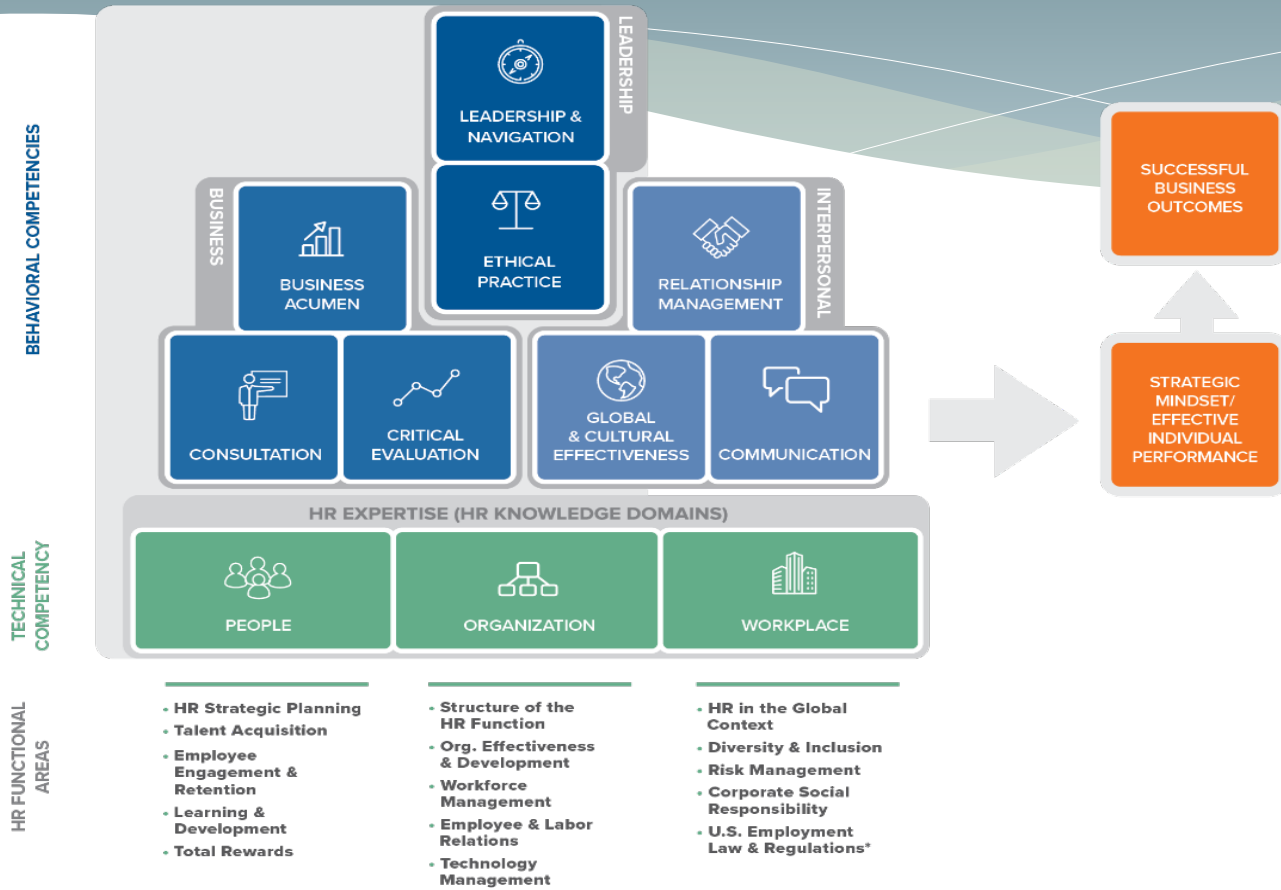 BEHAVIORAL COMPETENCIES
LEADERSHIP
LEADERSHIP &
NAVIGATION
ETHICAL
PRACTICE
BUSINESS
BUSINESS
ACUMEN
CONSULTATION
CRITICAL
EVALUATION
INTERPERSONAL
RELATIONSHIP
MANAGEMENT
GLOBAL
& CULTURAL
EFFECTIVENESS
COMMUNICATION
SUCCESSFUL
BUSINESS
OUTCOMES
STRATEGIC
MINDSET/
EFFECTIVE
INDIVIDUAL
PERFORMANCE
TECHNICAL
COMPETENCY
HR EXPERTISE (HR KNOWLEDGE DOMAINS)
PEOPLE
ORGANIZATION
WORKPLACE
HR FUNCTIONAL
AREAS
• HR Strategic Planning
• Talent Acquisition
• Employee
Engagement &
Retention
• Learning &
Development
• Total Rewards
• Structure of the
HR Function
• Org. Effectiveness
& Development
• Workforce
Management
• Employee & Labor
Relations
• Technology
Management
• HR in the Global
Context
• Diversity & Inclusion
• Risk Management
• Corporate Social
Responsibility
• U.S. Employment
Law & Regulations*